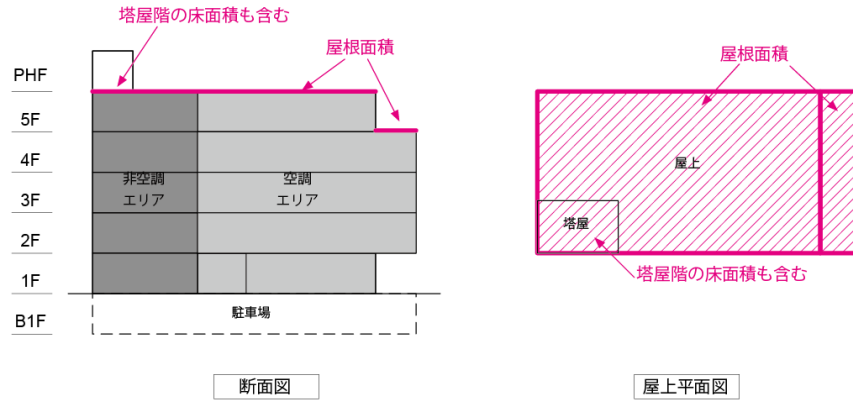 塔屋階の床面積も含む
屋根面積
PHF
5F
4F
3F
2F
1F
B1F
非空調
エリア
空調
エリア
駐車場
断面図
屋根面積
屋上
塔屋
塔屋階の床面積も含む
屋上平面図